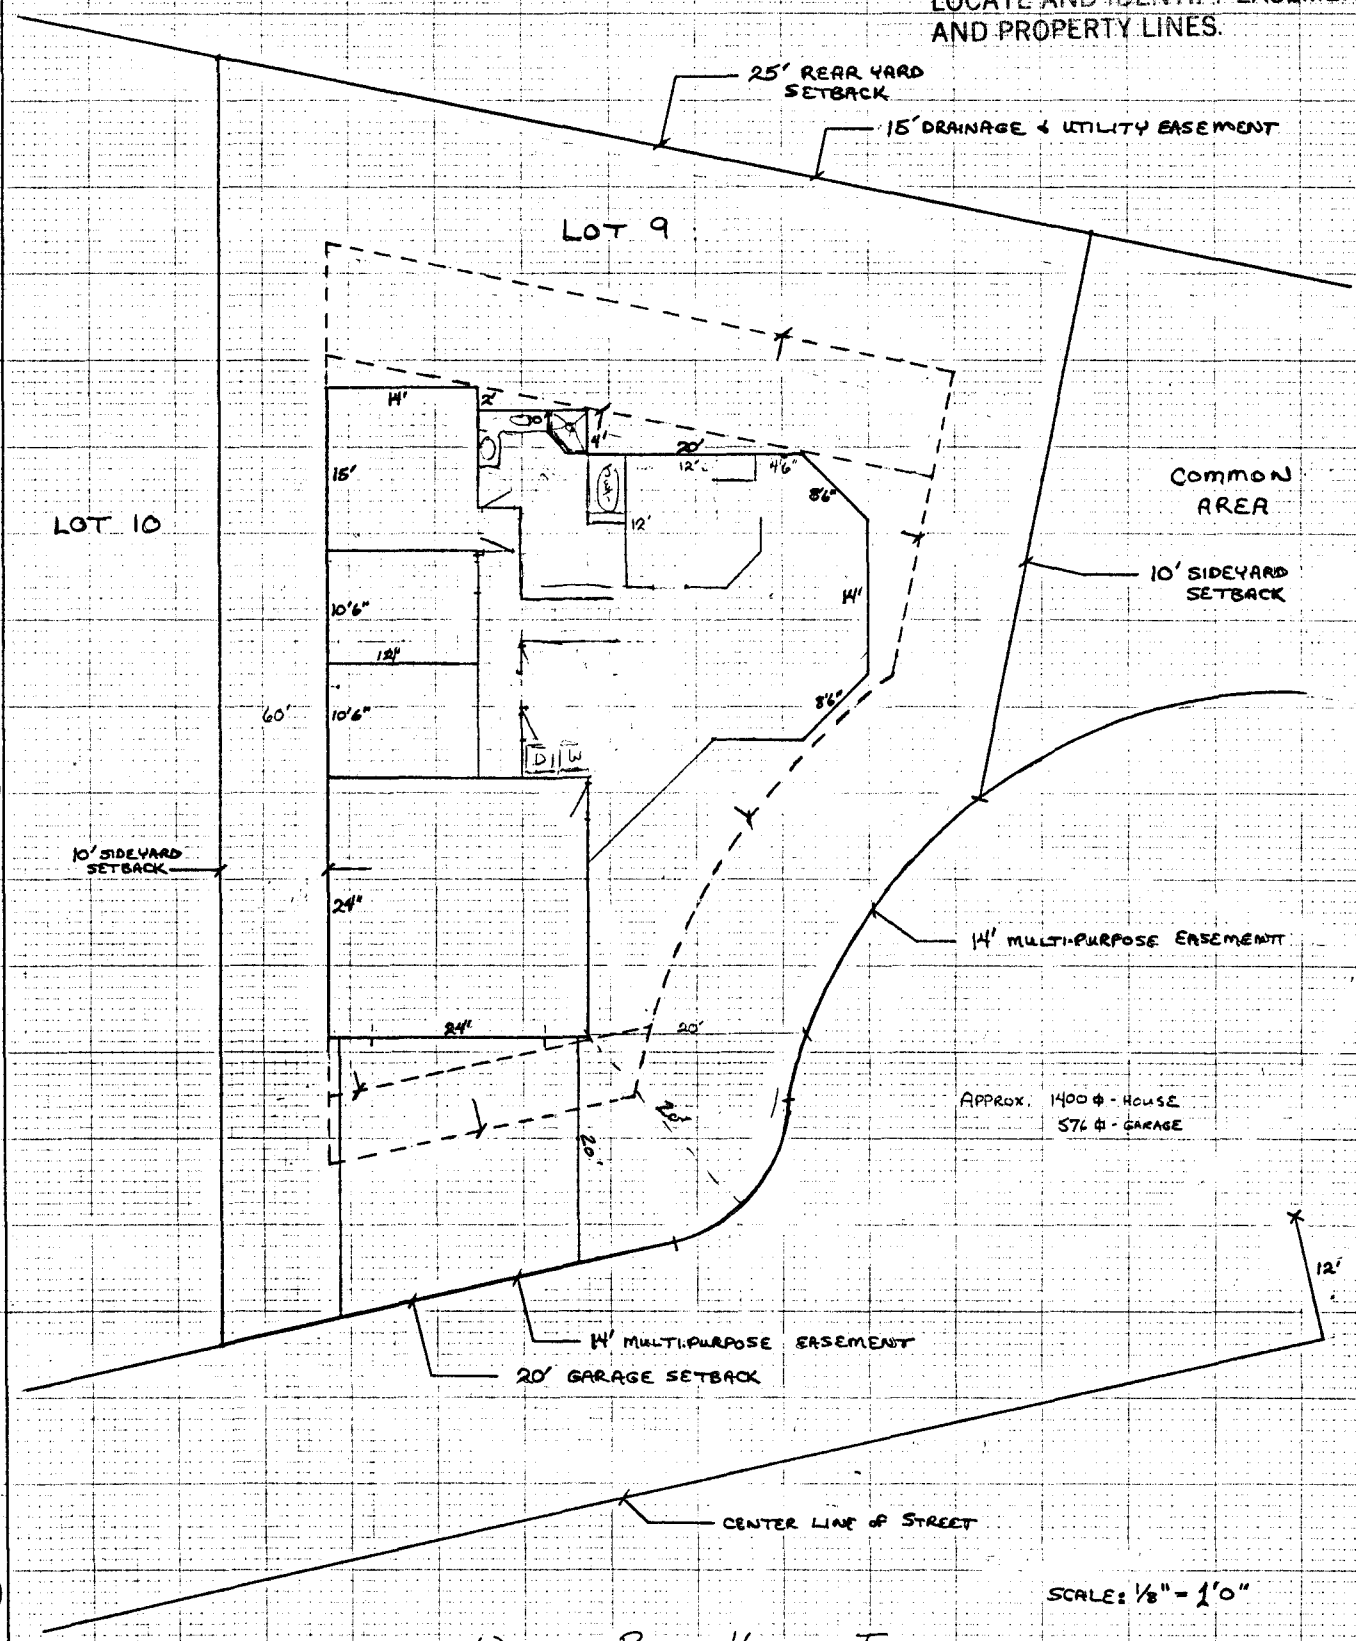 AND PROPERTY LINES.
25' REAR YARD
SETBACK
15' DRAINAGE & UTILITY EASEMENT
LOT 9
14'
2'
4'
20'
12'
4'6"
8'6"
15'
12'
COMMON
AREA
LOT 10
10' SIDEYARD
SETBACK
14'
10'6"
12'
60'
10'6"
8'6"
D W
10' SIDEYARD
SETBACK
24"
14' MULTI-PURPOSE EASEMENT
24"
20'
APPROX. 1400 ⌀ - HOUSE
576 ⌀ - GARAGE
20'
20'
12'
14' MULTI-PURPOSE EASEMENT
20' GARAGE SETBACK
CENTER LINE OF STREET
SCALE: 1/8" = 1'0"